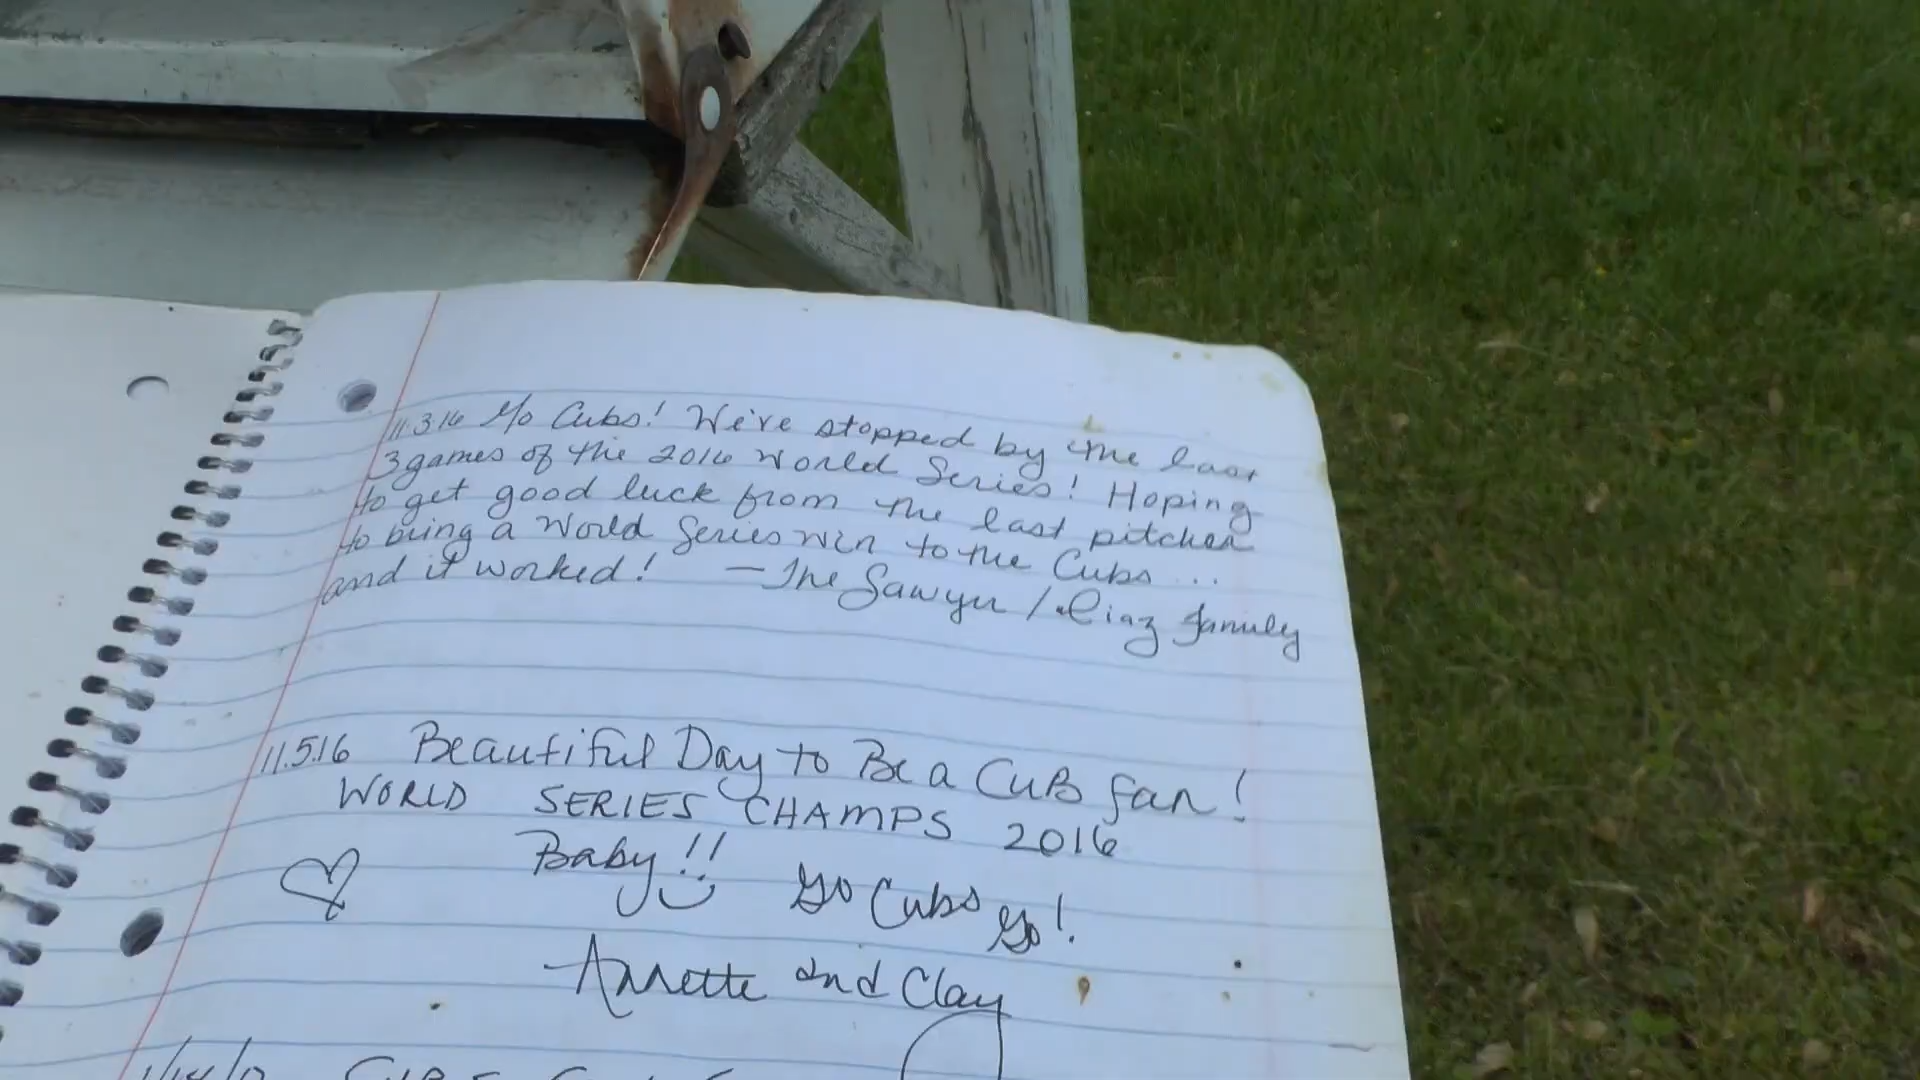 11.3.16 Go Cubs! We've stopped by the last
3 games of the 2016 World Series! Hoping
to get good luck from the last pitcher
to bring a World Series win to the Cubs...
and it worked! — The Sawyer / Diaz Family
11.5.16 Beautiful Day to Be a CUB fan!
WORLD SERIES CHAMPS 2016
Baby!!
Go Cubs Go!
Annette and Clay